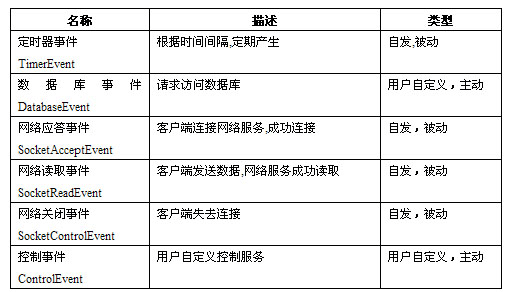 名称 描述 类型
定时器事件 根据时间间隔,定期产生 自发,被动
TimerEvent
数据库事件 请求访问数据库 用户自定义，主动
DatabaseEvent
网络应答事件 客户端连接网络服务,成功连接 自发，被动
SocketAcceptEvent
网络读取事件 客户端发送数据,网络服务成功读取 自发，被动
SocketReadEvent
网络关闭事件 客户端失去连接 自发，被动
SocketControlEvent
控制事件 用户自定义控制服务 用户自定义，主动
ControlEvent